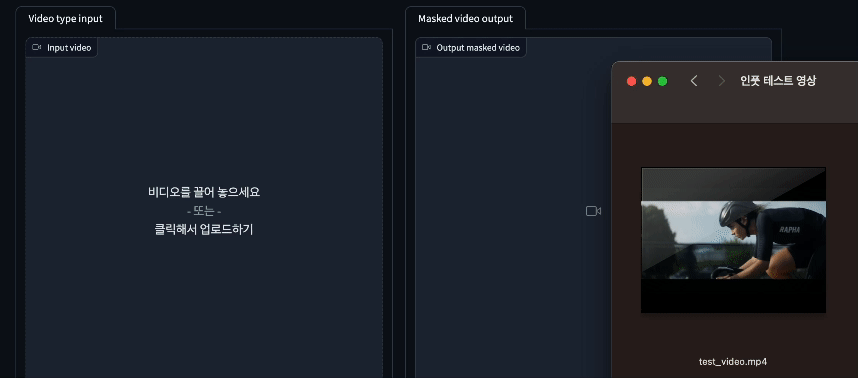 Video type input
Input video
비디오를 끌어 놓으세요
- 또는 -
클릭해서 업로드하기
Masked video output
Output masked video
인풋 테스트 영상
RAPHA
test_video.mp4